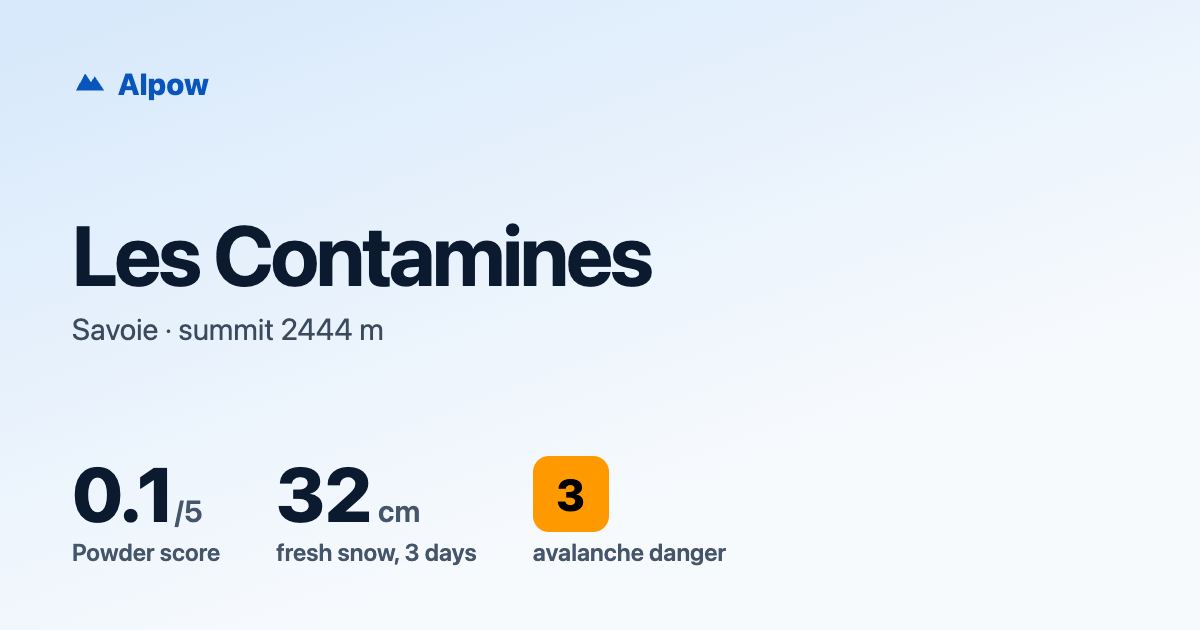 Alpow
Les Contamines
Savoie · summit 2444 m
0.1/5
Powder score
32 cm
fresh snow, 3 days
3
avalanche danger